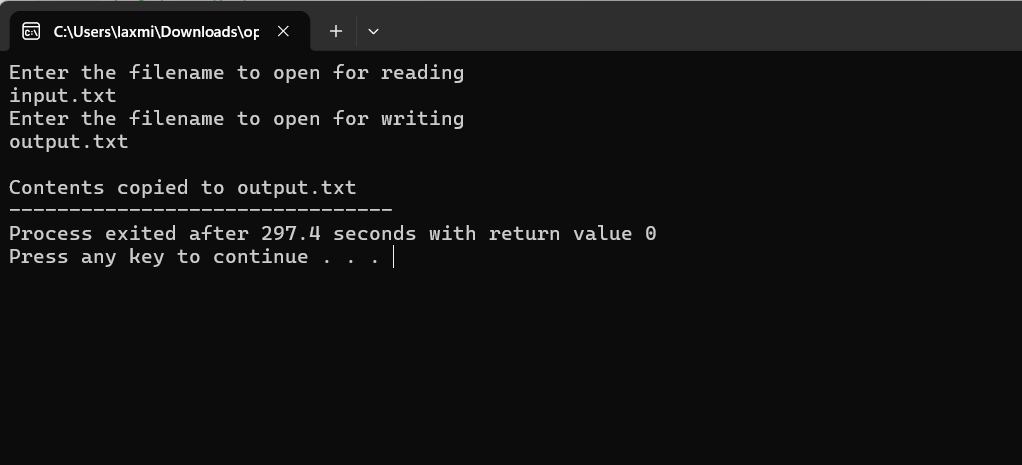 C:\Users\laxmi\Downloads\op
Enter the filename to open for reading
input.txt
Enter the filename to open for writing
output.txt
Contents copied to output.txt
--------------------------------
Process exited after 297.4 seconds with return value 0
Press any key to continue . . .